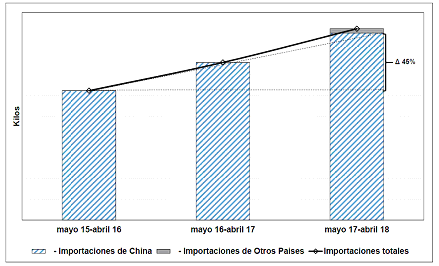 Δ 45%
Kilos
mayo 15-abril 16
mayo 16-abril 17
mayo 17-abril 18
- Importaciones de China
- Importaciones de Otros Paises
Importaciones totales